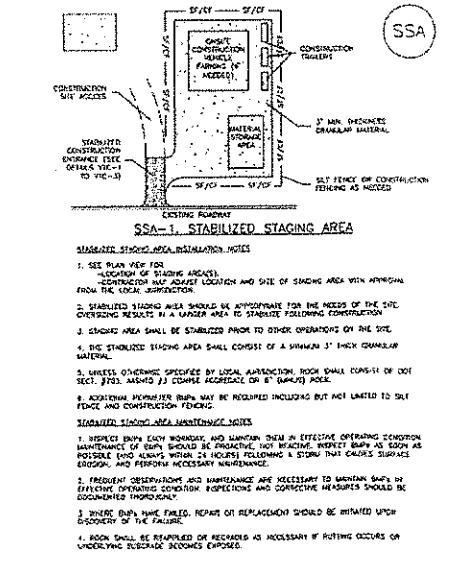 SF/CF SF/CF
SSA
ONSITE
CONSTRUCTION
VEHICLE
PARKING (IF
NEEDED)
CONSTRUCTION
TRAILERS
CONSTRUCTION
SITE ACCESS
3" MIN. THICKNESS
GRANULAR MATERIAL
STABILIZED
CONSTRUCTION
ENTRANCE (SEE
DETAILS VTC-1
TO VTC-3)
MATERIAL
STORAGE
AREA
SF/CF
SF/CF
SF/CF
SF/CF
SF/CF SF/CF
SILT FENCE OR CONSTRUCTION
FENCING AS NEEDED
EXISTING ROADWAY
SSA-1. STABILIZED STAGING AREA
STABILIZED STAGING AREA INSTALLATION NOTES
1. SEE PLAN VIEW FOR
-LOCATION OF STAGING AREA(S).
-CONTRACTOR MAY ADJUST LOCATION AND SIZE OF STAGING AREA WITH APPROVAL
FROM THE LOCAL JURISDICTION.
2. STABILIZED STAGING AREA SHOULD BE APPROPRIATE FOR THE NEEDS OF THE SITE.
OVERSIZING RESULTS IN A LARGER AREA TO STABILIZE FOLLOWING CONSTRUCTION.
3. STAGING AREA SHALL BE STABILIZED PRIOR TO OTHER OPERATIONS ON THE SITE.
4. THE STABILIZED STAGING AREA SHALL CONSIST OF A MINIMUM 3" THICK GRANULAR
MATERIAL.
5. UNLESS OTHERWISE SPECIFIED BY LOCAL JURISDICTION, ROCK SHALL CONSIST OF DOT
SECT. #703, AASHTO #3 COARSE AGGREGATE OR 6" (MINUS) ROCK.
6. ADDITIONAL PERIMETER BMPs MAY BE REQUIRED INCLUDING BUT NOT LIMITED TO SILT
FENCE AND CONSTRUCTION FENCING.
STABILIZED STAGING AREA MAINTENANCE NOTES
1. INSPECT BMPs EACH WORKDAY, AND MAINTAIN THEM IN EFFECTIVE OPERATING CONDITION.
MAINTENANCE OF BMPs SHOULD BE PROACTIVE, NOT REACTIVE. INSPECT BMPs AS SOON AS
POSSIBLE (AND ALWAYS WITHIN 24 HOURS) FOLLOWING A STORM THAT CAUSES SURFACE
EROSION, AND PERFORM NECESSARY MAINTENANCE.
2. FREQUENT OBSERVATIONS AND MAINTENANCE ARE NECESSARY TO MAINTAIN BMPs IN
EFFECTIVE OPERATING CONDITION. INSPECTIONS AND CORRECTIVE MEASURES SHOULD BE
DOCUMENTED THOROUGHLY.
3. WHERE BMPs HAVE FAILED, REPAIR OR REPLACEMENT SHOULD BE INITIATED UPON
DISCOVERY OF THE FAILURE.
4. ROCK SHALL BE REAPPLIED OR REGRADED AS NECESSARY IF RUTTING OCCURS OR
UNDERLYING SUBGRADE BECOMES EXPOSED.